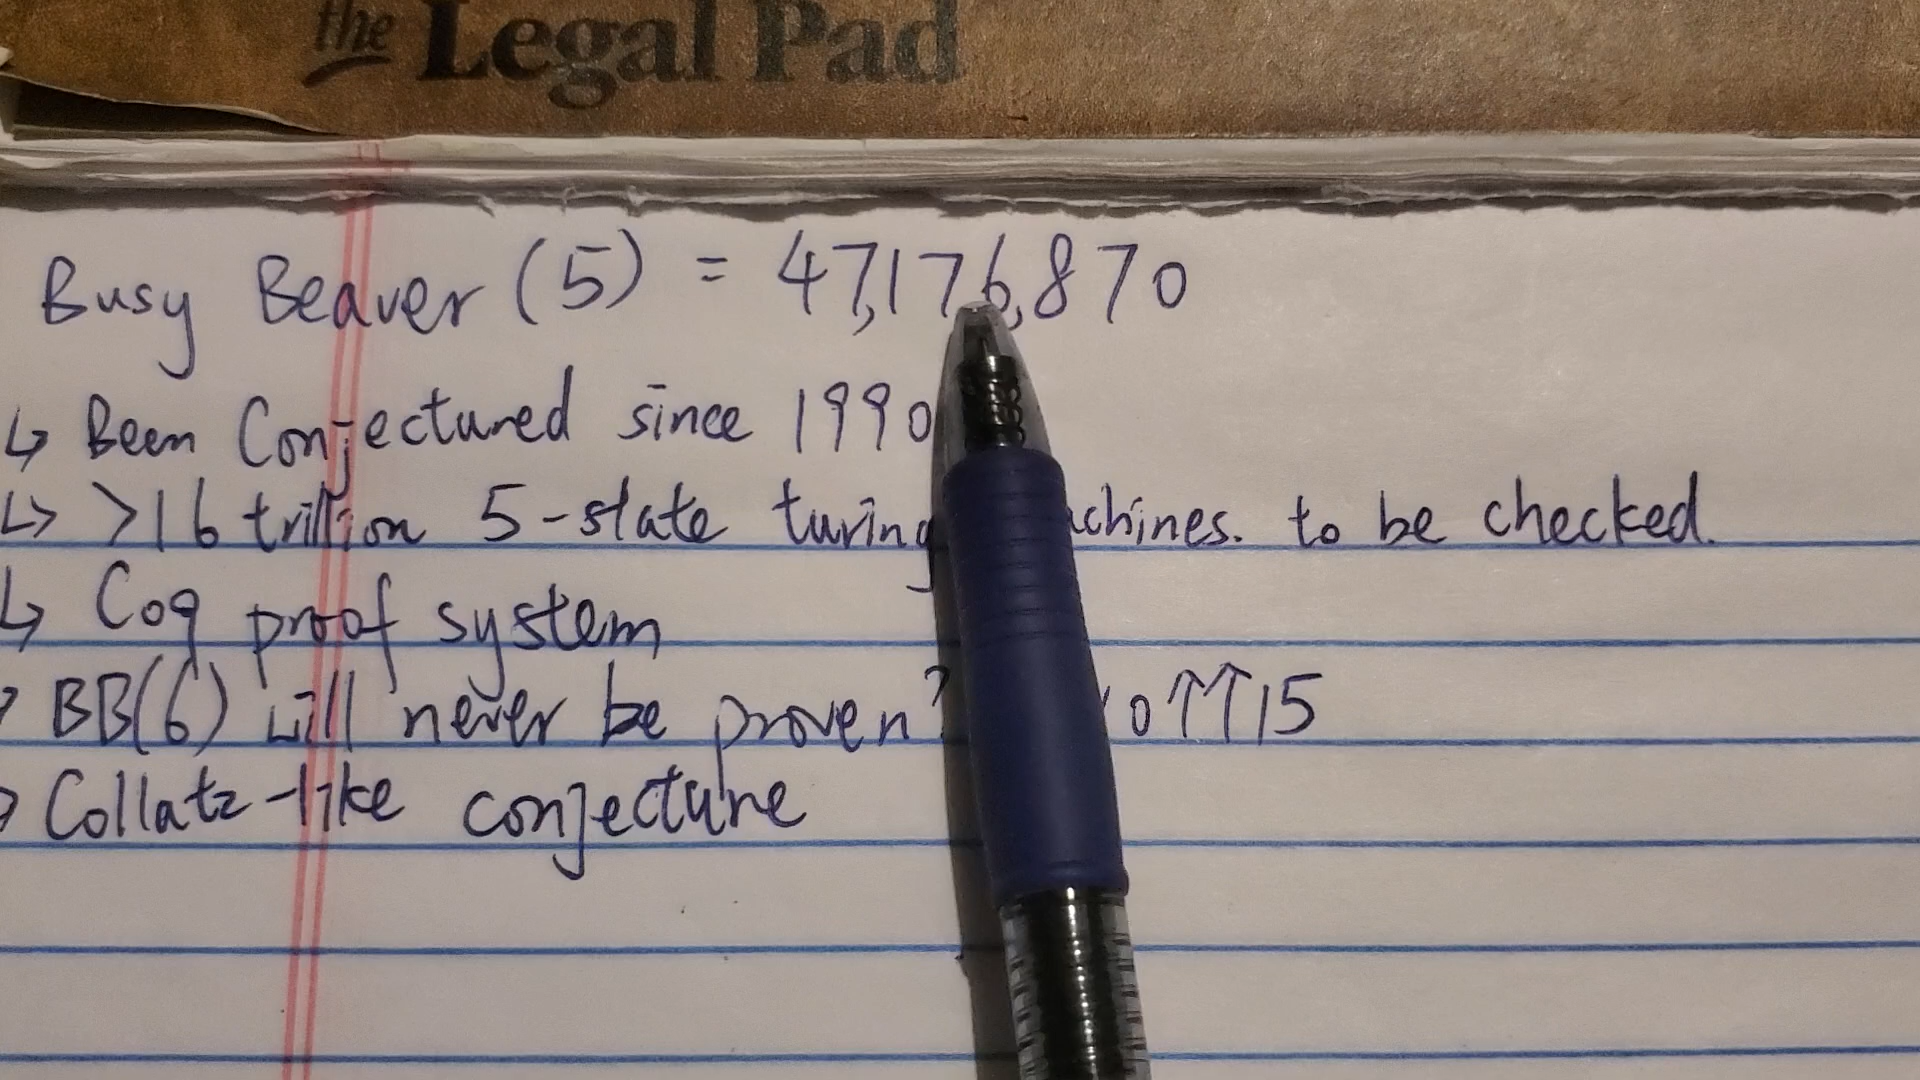 the Legal Pad
Busy Beaver (5) = 47,176,870
↳ Been Conjectured since 1990
↳ >16 trillion 5-state turing to be checked.
↳ Coq proof system
BB(6) will never be proven? 0↑↑15
Collatz-like conjecture